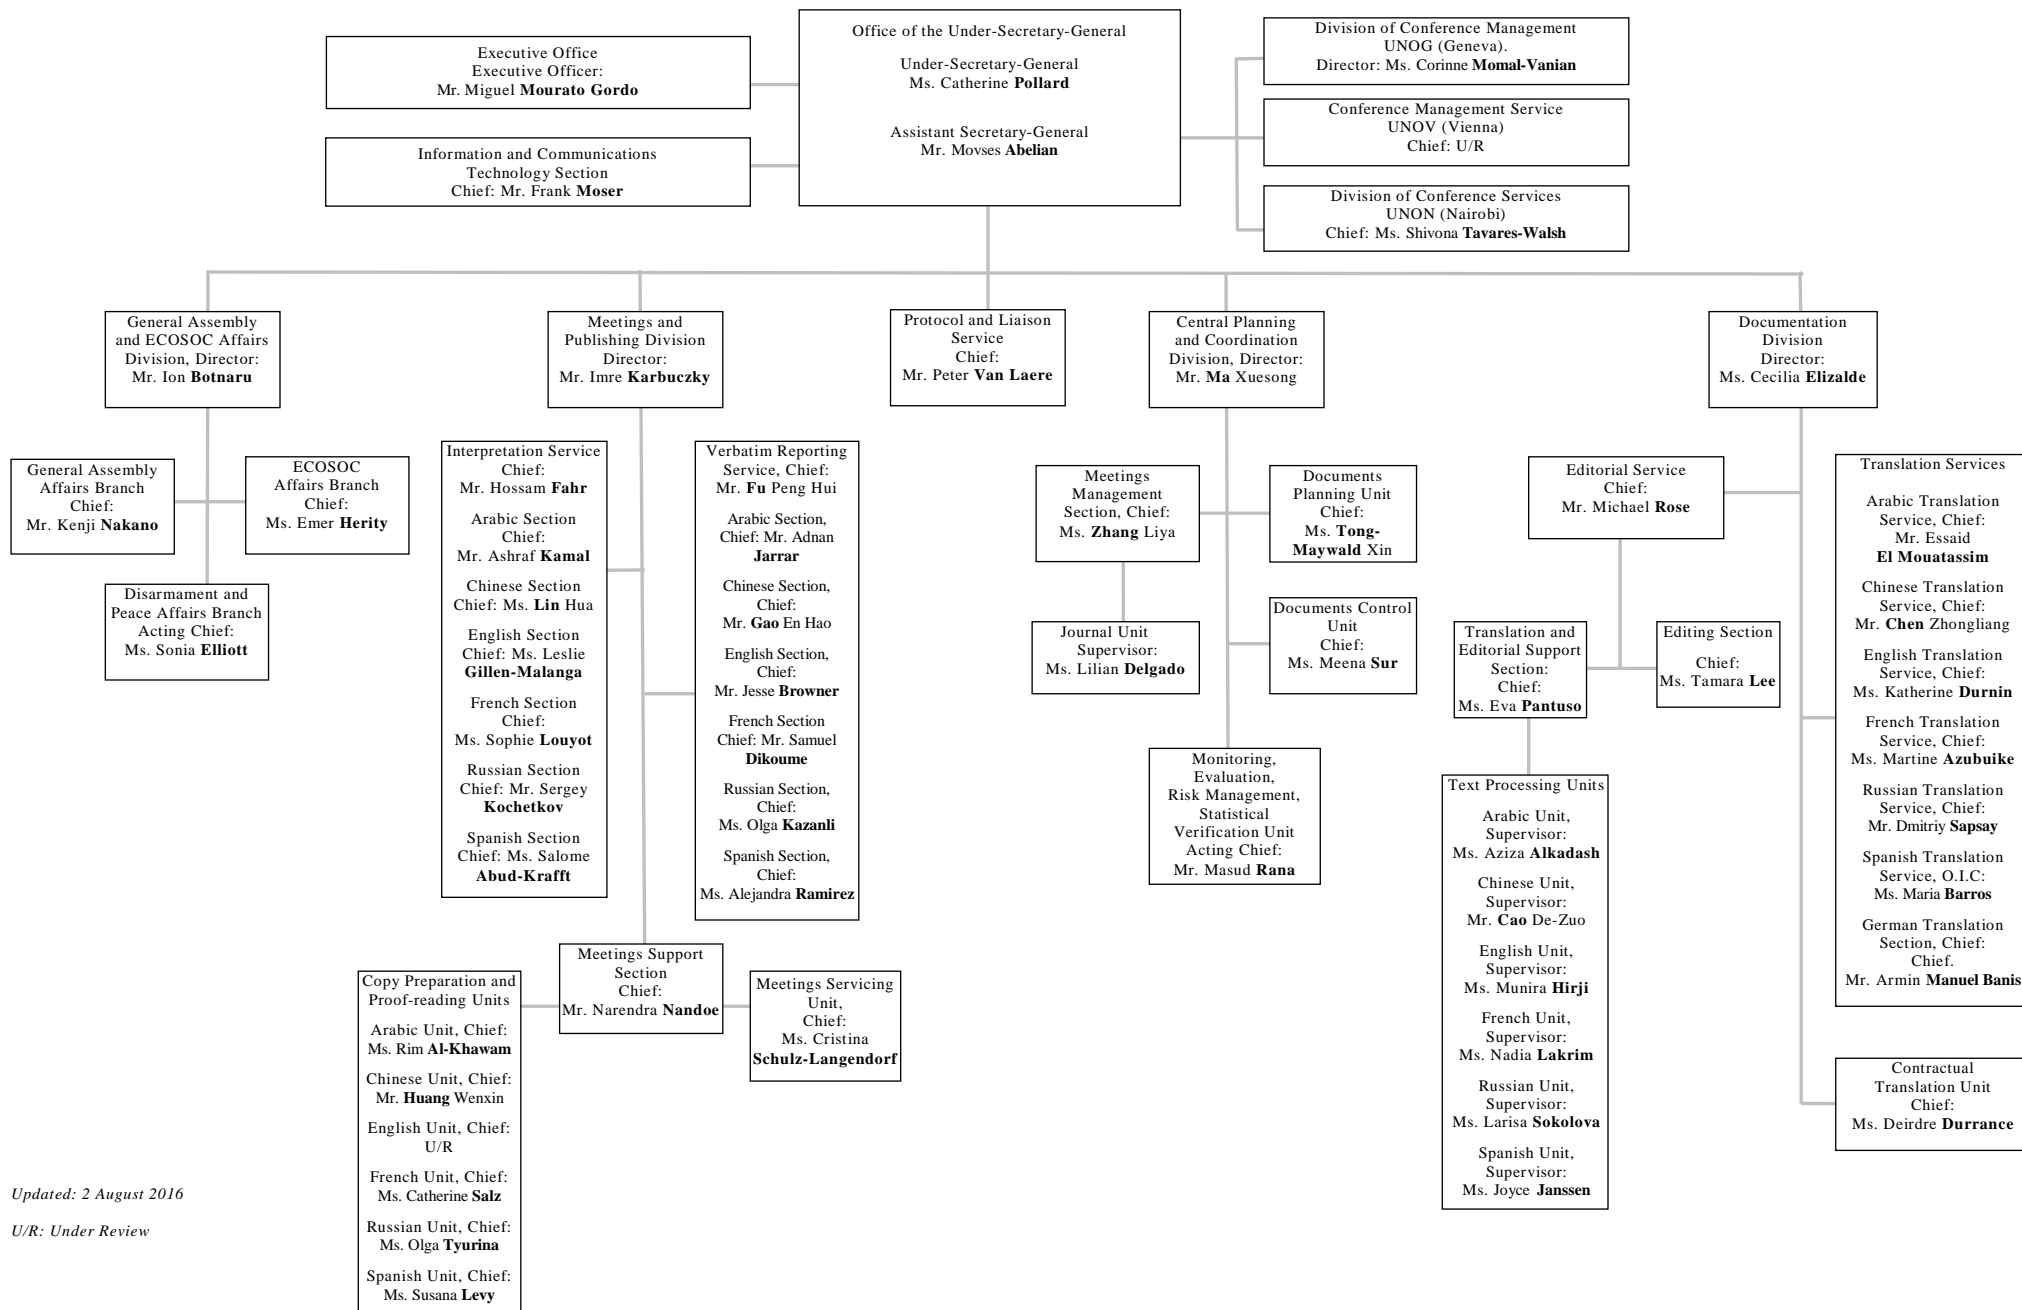 Executive Office
Executive Officer:
Mr. Miguel Mourato Gordo
Information and Communications
Technology Section
Chief: Mr. Frank Moser
Office of the Under-Secretary-General
Under-Secretary-General
Ms. Catherine Pollard
Assistant Secretary-General
Mr. Movses Abelian
Division of Conference Management
UNOG (Geneva).
Director: Ms. Corinne Momal-Vanian
Conference Management Service
UNOV (Vienna)
Chief: U/R
Division of Conference Services
UNON (Nairobi)
Chief: Ms. Shivona Tavares-Walsh
General Assembly
and ECOSOC Affairs
Division, Director:
Mr. Ion Botnaru
Meetings and
Publishing Division
Director:
Mr. Imre Karbuczky
Protocol and Liaison
Service
Chief:
Mr. Peter Van Laere
Central Planning
and Coordination
Division, Director:
Mr. Ma Xuesong
Documentation
Division
Director:
Ms. Cecilia Elizalde
General Assembly
Affairs Branch
Chief:
Mr. Kenji Nakano
ECOSOC
Affairs Branch
Chief:
Ms. Emer Herity
Disarmament and
Peace Affairs Branch
Acting Chief:
Ms. Sonia Elliott
Interpretation Service
Chief:
Mr. Hossam Fahr
Arabic Section
Chief:
Mr. Ashraf Kamal
Chinese Section
Chief: Ms. Lin Hua
English Section
Chief: Ms. Leslie
Gillen-Malanga
French Section
Chief:
Ms. Sophie Louyot
Russian Section
Chief: Mr. Sergey
Kochetkov
Spanish Section
Chief: Ms. Salome
Abud-Krafft
Verbatim Reporting
Service, Chief:
Mr. Fu Peng Hui
Arabic Section,
Chief: Mr. Adnan
Jarrar
Chinese Section,
Chief:
Mr. Gao En Hao
English Section,
Chief:
Mr. Jesse Browner
French Section
Chief: Mr. Samuel
Dikoume
Russian Section,
Chief:
Ms. Olga Kazanli
Spanish Section,
Chief:
Ms. Alejandra Ramirez
Meetings Support
Section
Chief:
Mr. Narendra Nandoe
Copy Preparation and
Proof-reading Units
Arabic Unit, Chief:
Ms. Rim Al-Khawam
Chinese Unit, Chief:
Mr. Huang Wenxin
English Unit, Chief:
U/R
French Unit, Chief:
Ms. Catherine Salz
Russian Unit, Chief:
Ms. Olga Tyurina
Spanish Unit, Chief:
Ms. Susana Levy
Meetings Servicing
Unit,
Chief:
Ms. Cristina
Schulz-Langendorf
Meetings
Management
Section, Chief:
Ms. Zhang Liya
Documents
Planning Unit
Chief:
Ms. Tong-
Maywald Xin
Journal Unit
Supervisor:
Ms. Lilian Delgado
Documents Control
Unit
Chief:
Ms. Meena Sur
Monitoring,
Evaluation,
Risk Management,
Statistical
Verification Unit
Acting Chief:
Mr. Masud Rana
Editorial Service
Chief:
Mr. Michael Rose
Translation and
Editorial Support
Section:
Chief:
Ms. Eva Pantuso
Editing Section
Chief:
Ms. Tamara Lee
Text Processing Units
Arabic Unit,
Supervisor:
Ms. Aziza Alkadash
Chinese Unit,
Supervisor:
Mr. Cao De-Zuo
English Unit,
Supervisor:
Ms. Munira Hirji
French Unit,
Supervisor:
Ms. Nadia Lakrim
Russian Unit,
Supervisor:
Ms. Larisa Sokolova
Spanish Unit,
Supervisor:
Ms. Joyce Janssen
Translation Services
Arabic Translation
Service, Chief:
Mr. Essaid
El Mouatassim
Chinese Translation
Service, Chief:
Mr. Chen Zhongliang
English Translation
Service, Chief:
Ms. Katherine Durnin
French Translation
Service, Chief:
Ms. Martine Azubuike
Russian Translation
Service, Chief:
Mr. Dmitriy Sapsay
Spanish Translation
Service, O.I.C:
Ms. Maria Barros
German Translation
Section, Chief:
Chief.
Mr. Armin Manuel Banis
Contractual
Translation Unit
Chief:
Ms. Deirdre Durrance
Updated: 2 August 2016
U/R: Under Review